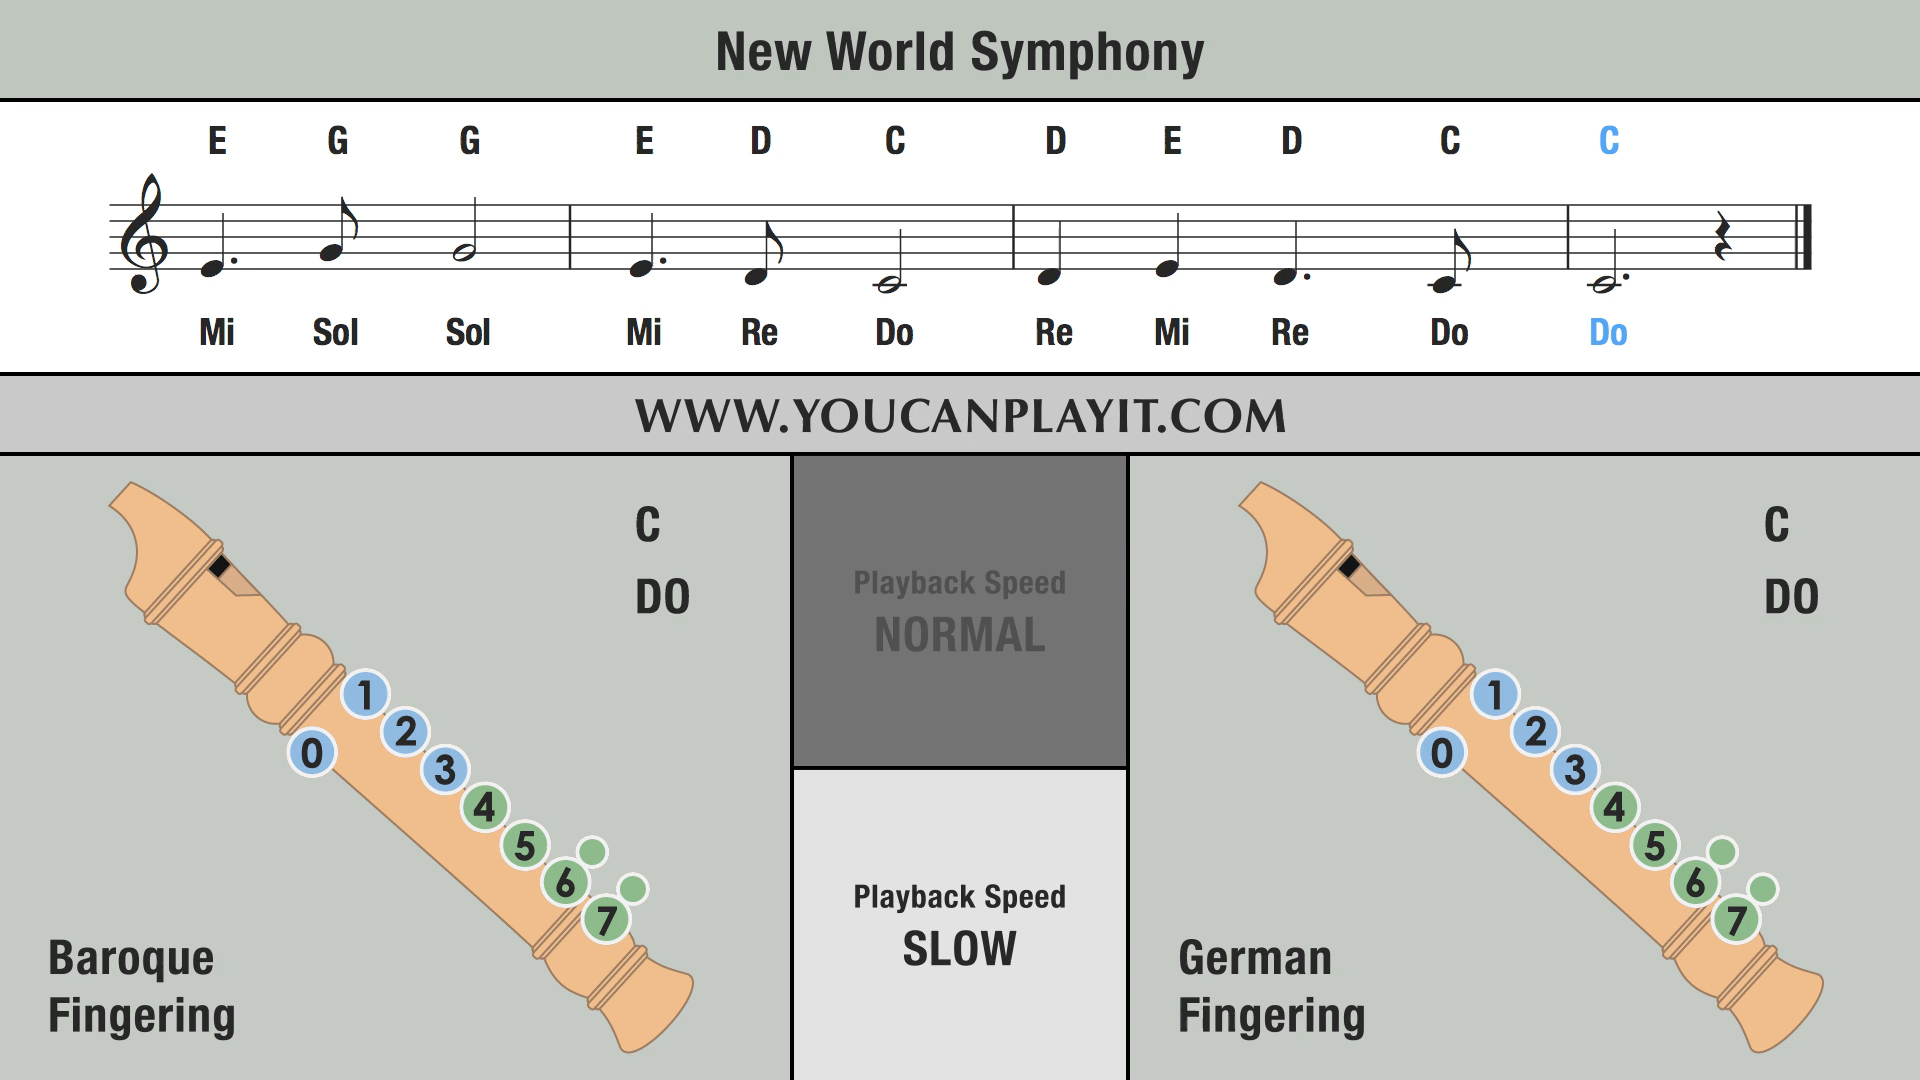 New World Symphony
E G G E D C D E D C C
Mi Sol Sol Mi Re Do Re Mi Re Do Do
WWW.YOUCANPLAYIT.COM
C
DO
0 1 2 3 4 5 6 7
Baroque
Fingering
Playback Speed
NORMAL
Playback Speed
SLOW
C
DO
0 1 2 3 4 5 6 7
German
Fingering